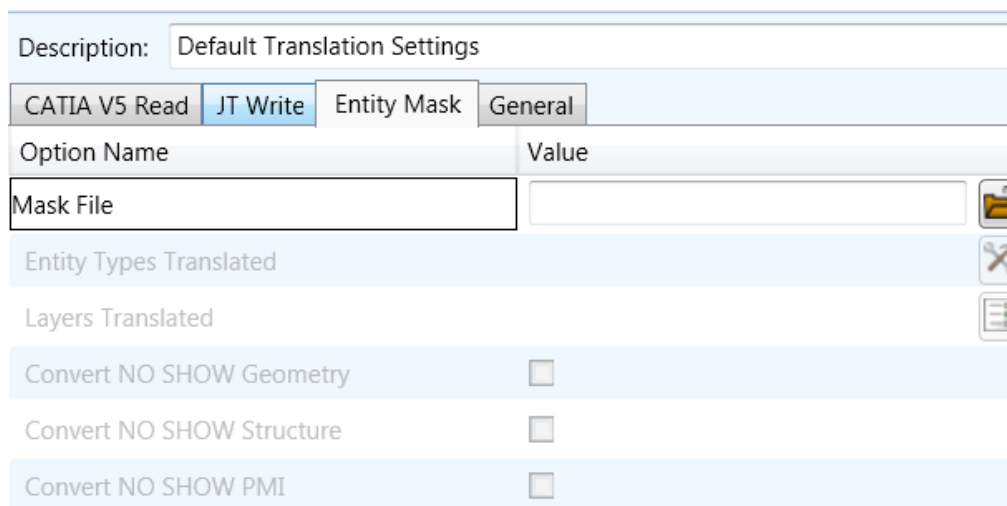 Description: Default Translation Settings
CATIA V5 Read JT Write Entity Mask General
Option Name Value
Mask File
Entity Types Translated
Layers Translated
Convert NO SHOW Geometry
Convert NO SHOW Structure
Convert NO SHOW PMI